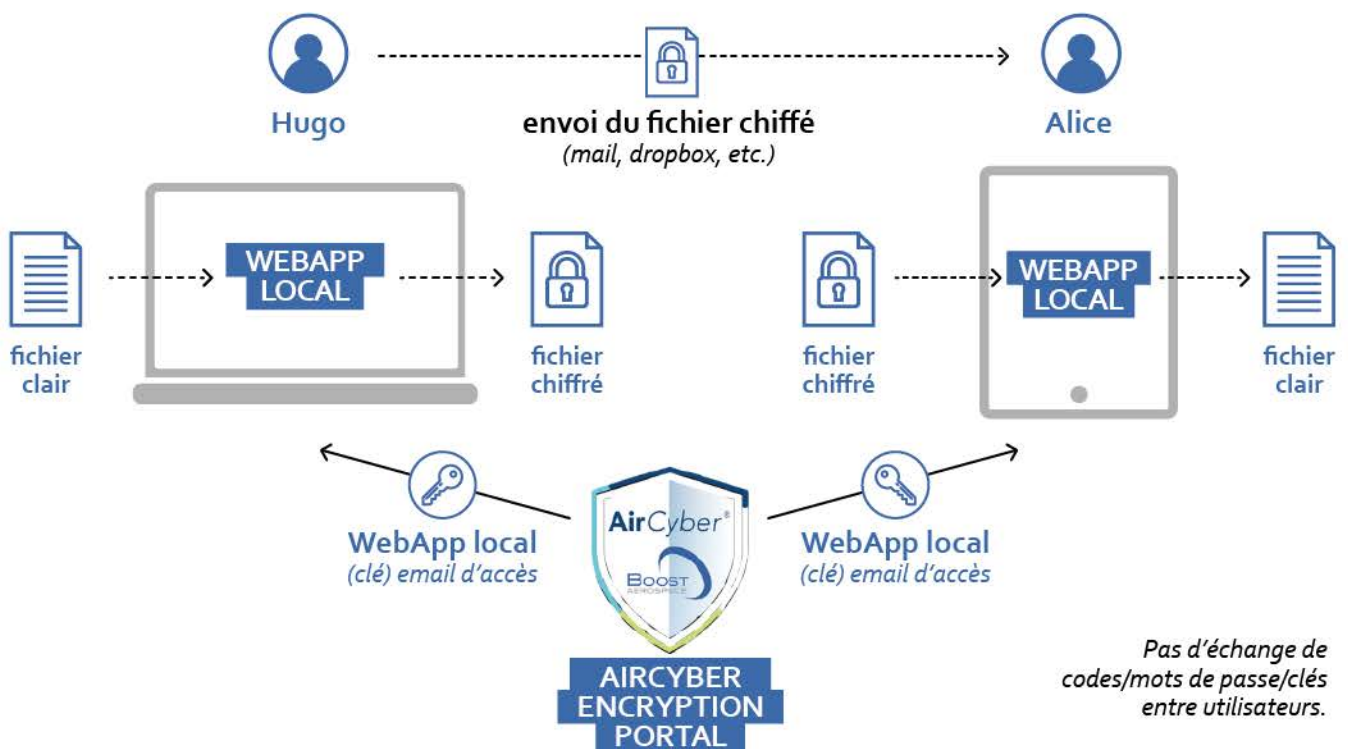 Hugo
envoi du fichier chiffé
(mail, dropbox, etc.)
Alice
WEBAPP
LOCAL
WEBAPP
LOCAL
fichier
clair
fichier
chiffré
fichier
chiffré
fichier
clair
WebApp local
(clé) email d’accès
AirCyber®
BOOST
AEROSPACE
WebApp local
(clé) email d’accès
AIRCYBER
ENCRYPTION
PORTAL
Pas d’échange de
codes/mots de passe/clés
entre utilisateurs.